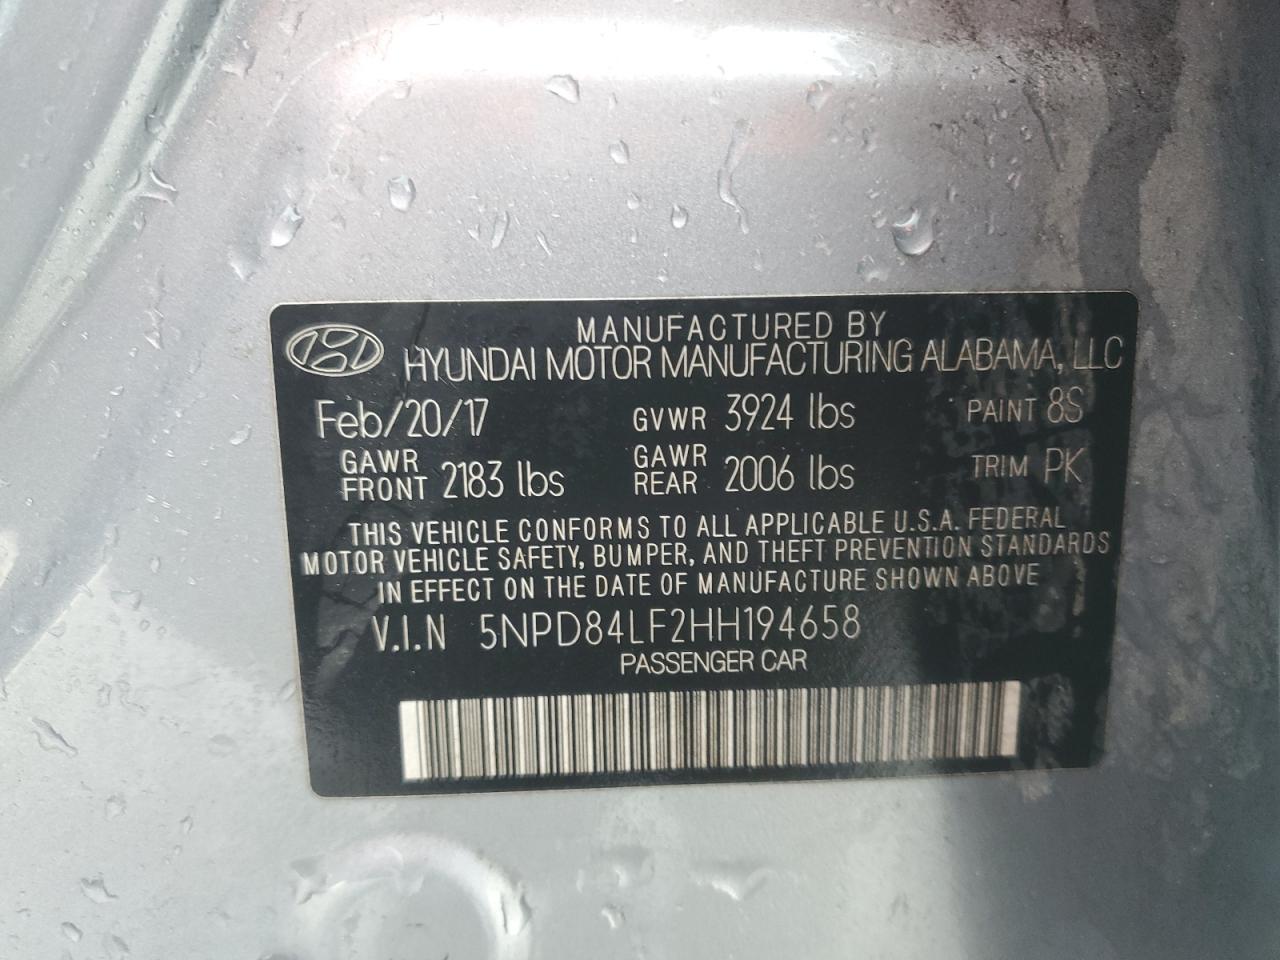 MANUFACTURED BY
HYUNDAI MOTOR MANUFACTURING ALABAMA, LLC
Feb/20/17 GVWR 3924 lbs PAINT 8S
GAWR FRONT 2183 lbs GAWR REAR 2006 lbs TRIM PK
THIS VEHICLE CONFORMS TO ALL APPLICABLE U.S.A. FEDERAL
MOTOR VEHICLE SAFETY, BUMPER, AND THEFT PREVENTION STANDARDS
IN EFFECT ON THE DATE OF MANUFACTURE SHOWN ABOVE
V.I.N 5NPD84LF2HH194658
PASSENGER CAR